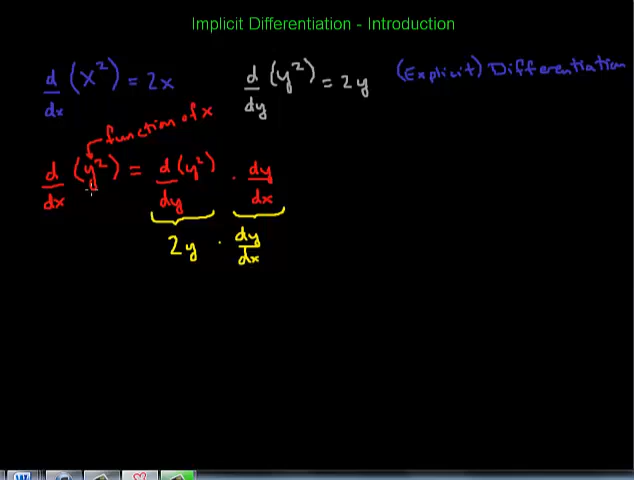 Implicit Differentiation - Introduction
d/dx (x²) = 2x d/dy (y²) = 2y (Explicit) Differentiation
function of x
d/dx (y²) = d/dy (y²) · dy/dx
2y · dy/dx